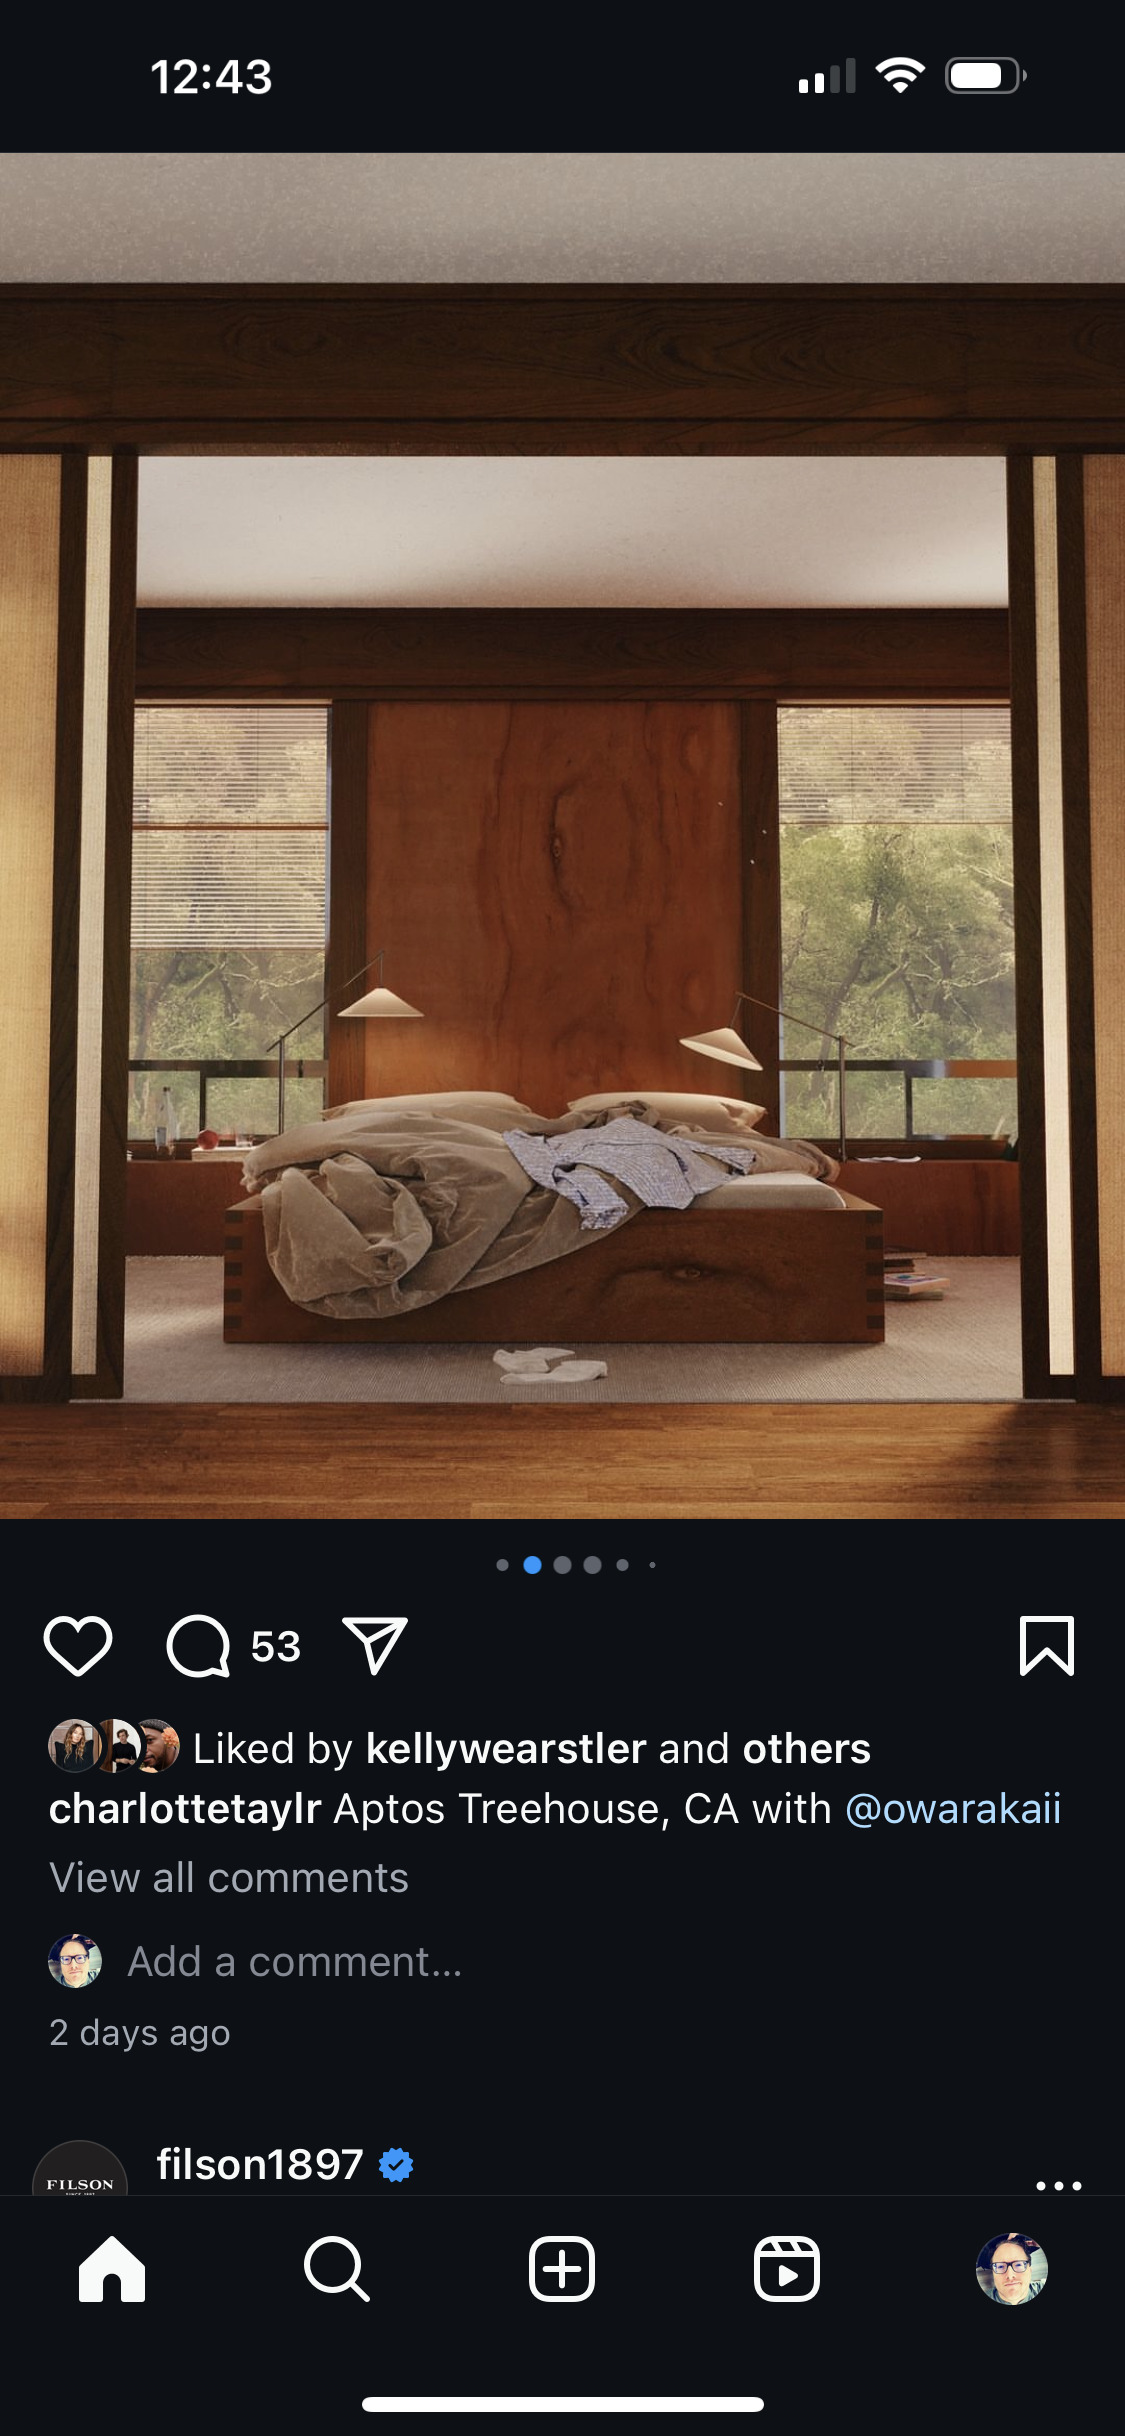 12:43
53
Liked by kellywearstler and others
charlottetaylr Aptos Treehouse, CA with @owarakaii
View all comments
Add a comment...
2 days ago
FILSON
filson1897